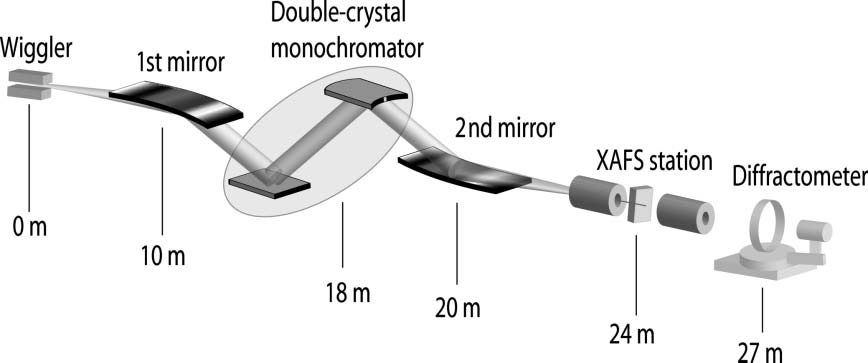 Wiggler
1st mirror
Double-crystal
monochromator
2nd mirror
XAFS station
Diffractometer
0 m
10 m
18 m
20 m
24 m
27 m